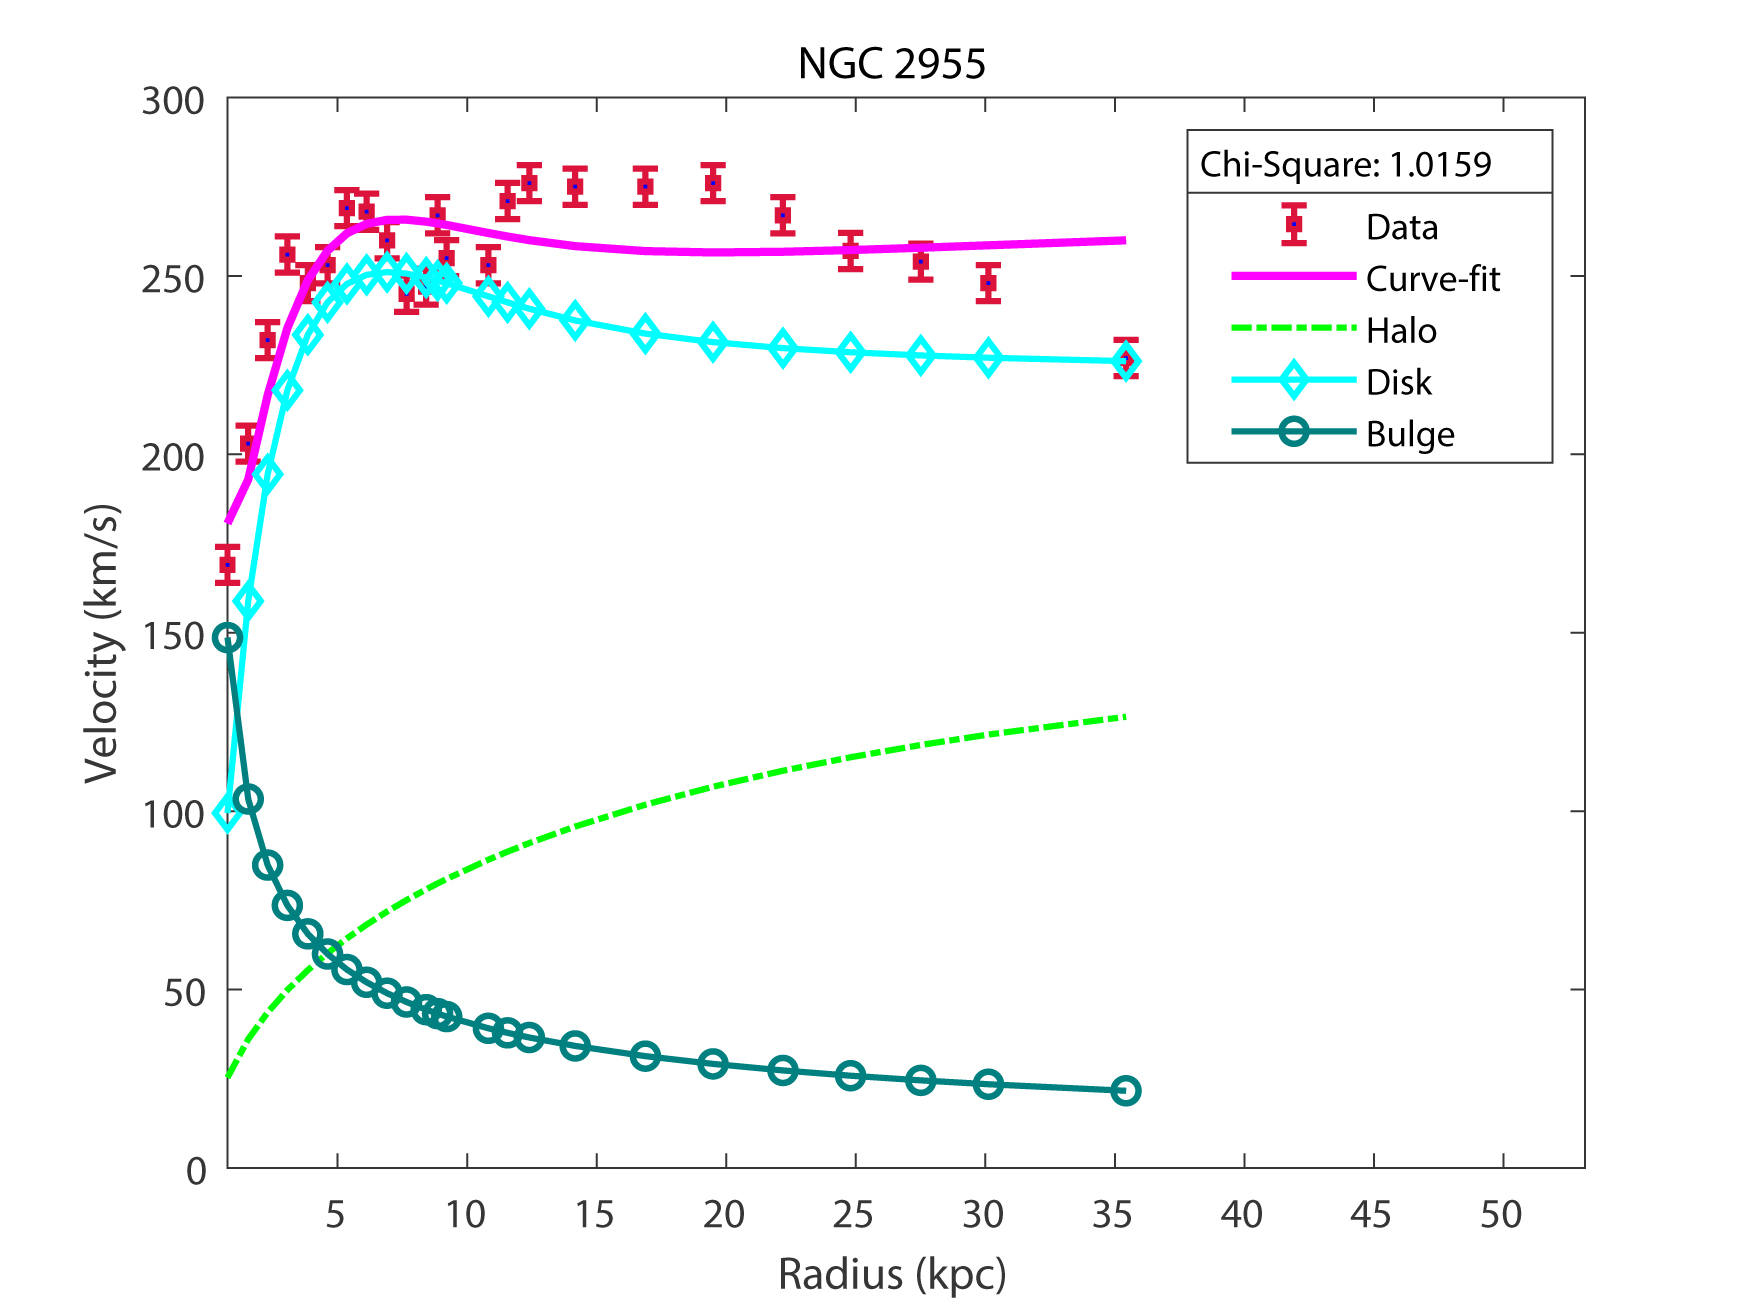 NGC 2955
300
250
200
150
100
50
0
Velocity (km/s)
Chi-Square: 1.0159
Data
Curve-fit
Halo
Disk
Bulge
5 10 15 20 25 30 35 40 45 50
Radius (kpc)